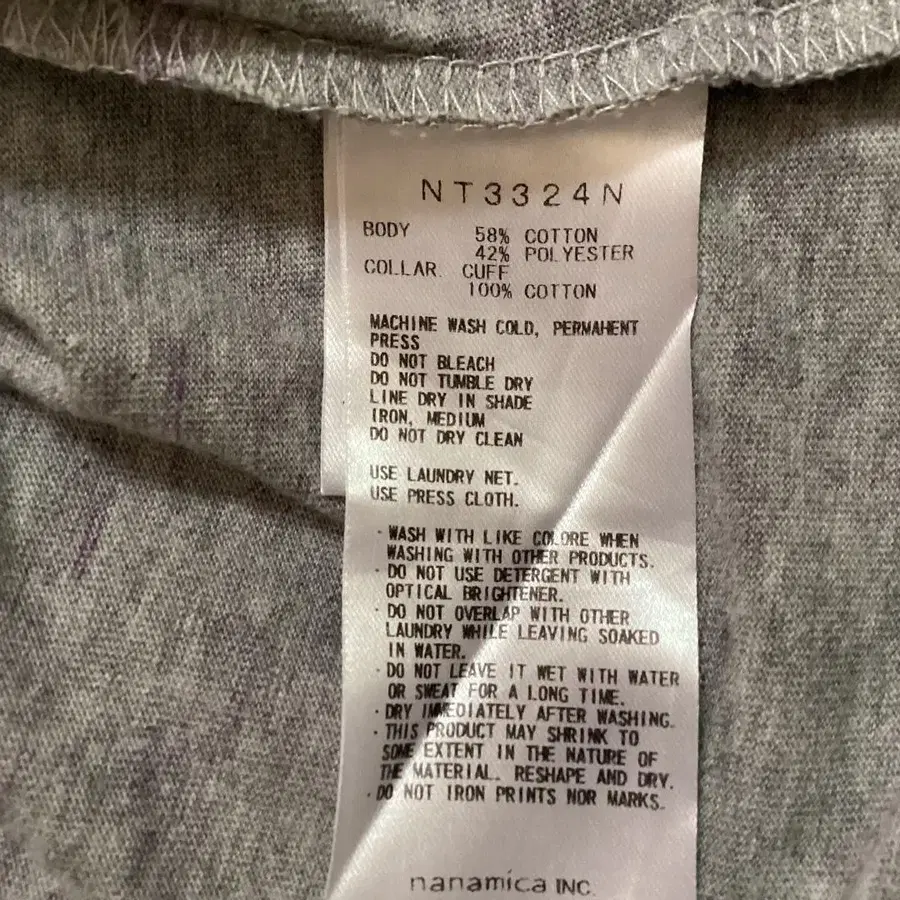 NT3324N
BODY 58% COTTON
42% POLYESTER
COLLAR. CUFF
100% COTTON
MACHINE WASH COLD, PERMAHENT
PRESS
DO NOT BLEACH
DO NOT TUMBLE DRY
LINE DRY IN SHADE
IRON, MEDIUM
DO NOT DRY CLEAN
USE LAUNDRY NET.
USE PRESS CLOTH.
· WASH WITH LIKE COLORE WHEN
WASHING WITH OTHER PRODUCTS.
· DO NOT USE DETERGENT WITH
OPTICAL BRIGHTENER.
· DO NOT OVERLAP WITH OTHER
LAUNDRY WHILE LEAVING SOAKED
IN WATER.
· DO NOT LEAVE IT WET WITH WATER
OR SWEAT FOR A LONG TIME.
· DRY IMMEDIATELY AFTER WASHING.
· THIS PRODUCT MAY SHRINK TO
SOME EXTENT IN THE NATURE OF
THE MATERIAL. RESHAPE AND DRY.
· DO NOT IRON PRINTS NOR MARKS.
nanamica INC.